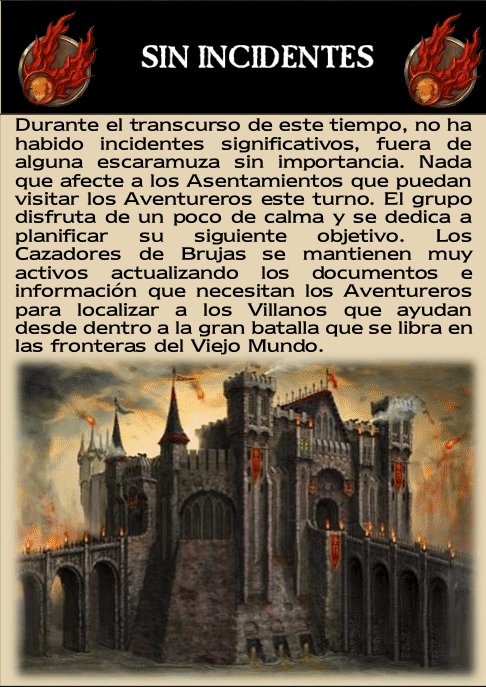 SIN INCIDENTES
Durante el transcurso de este tiempo, no ha
habido incidentes significativos, fuera de
alguna escaramuza sin importancia. Nada
que afecte a los Asentamientos que puedan
visitar los Aventureros este turno. El grupo
disfruta de un poco de calma y se dedica a
planificar su siguiente objetivo. Los
Cazadores de Brujas se mantienen muy
activos actualizando los documentos e
información que necesitan los Aventureros
para localizar a los Villanos que ayudan
desde dentro a la gran batalla que se libra en
las fronteras del Viejo Mundo.